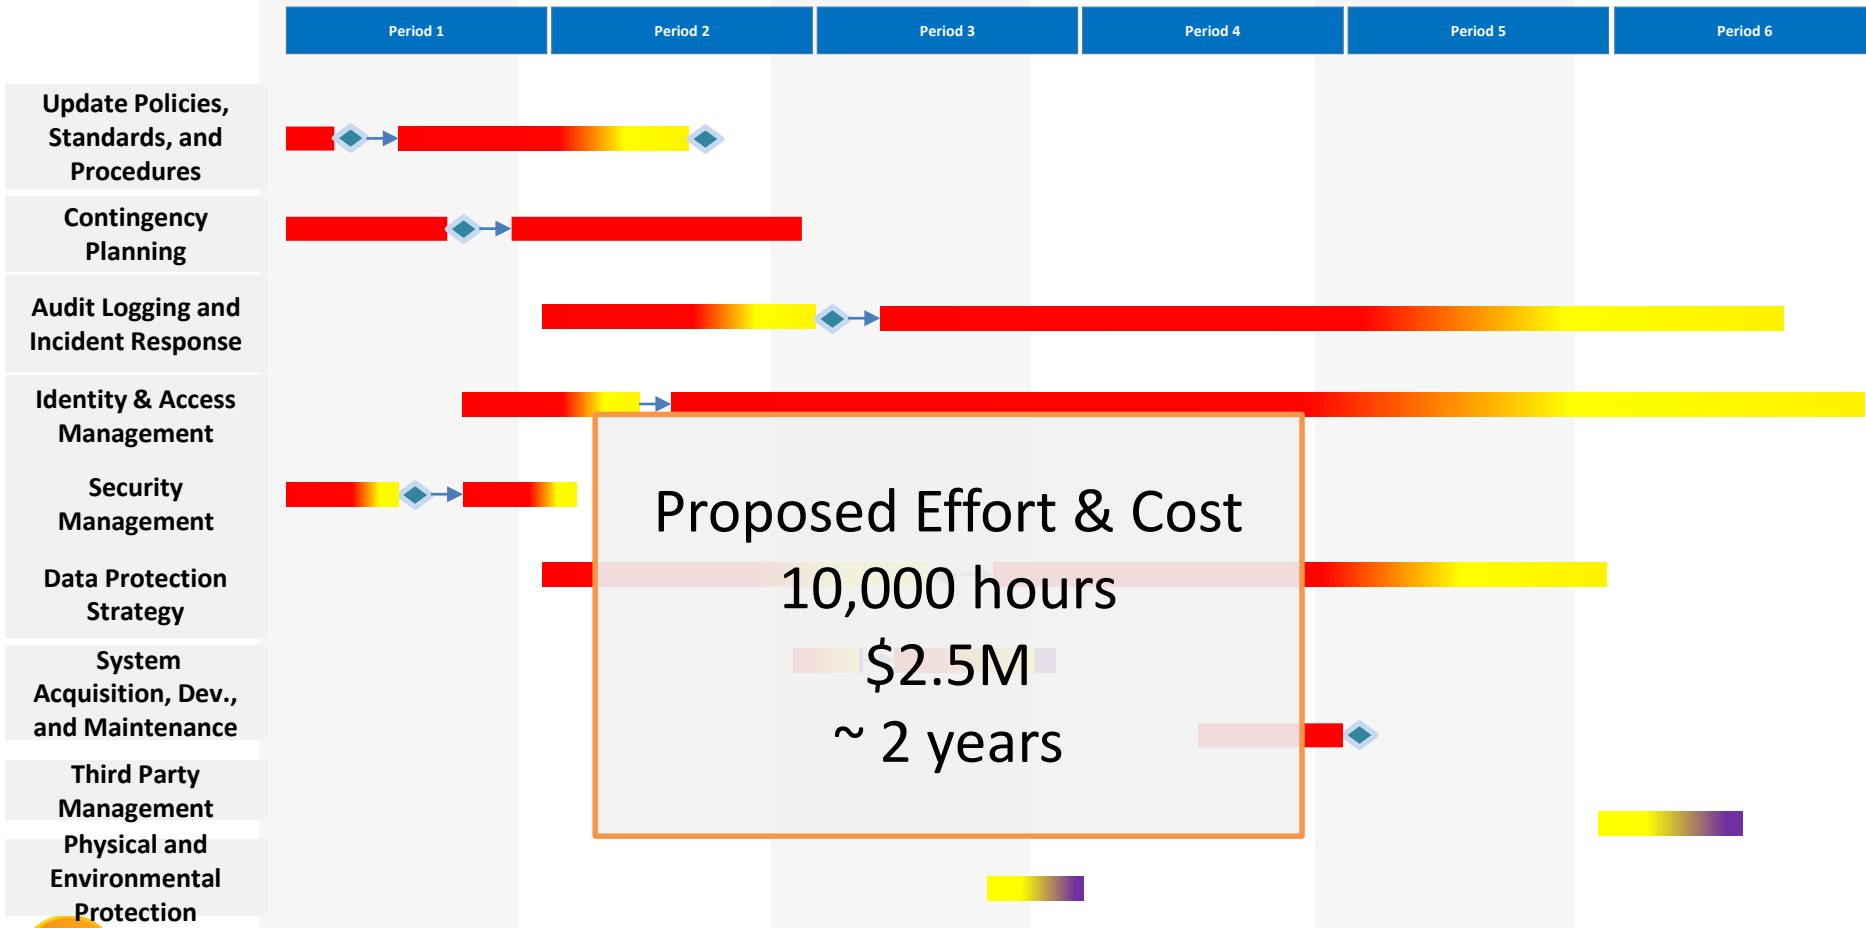 Period 1
Period 2
Period 3
Period 4
Period 5
Period 6
Update Policies,
Standards, and
Procedures
Contingency
Planning
Audit Logging and
Incident Response
Identity & Access
Management
Security
Management
Data Protection
Strategy
System
Acquisition, Dev.,
and Maintenance
Third Party
Management
Physical and
Environmental
Protection
Proposed Effort & Cost
10,000 hours
$2.5M
~ 2 years